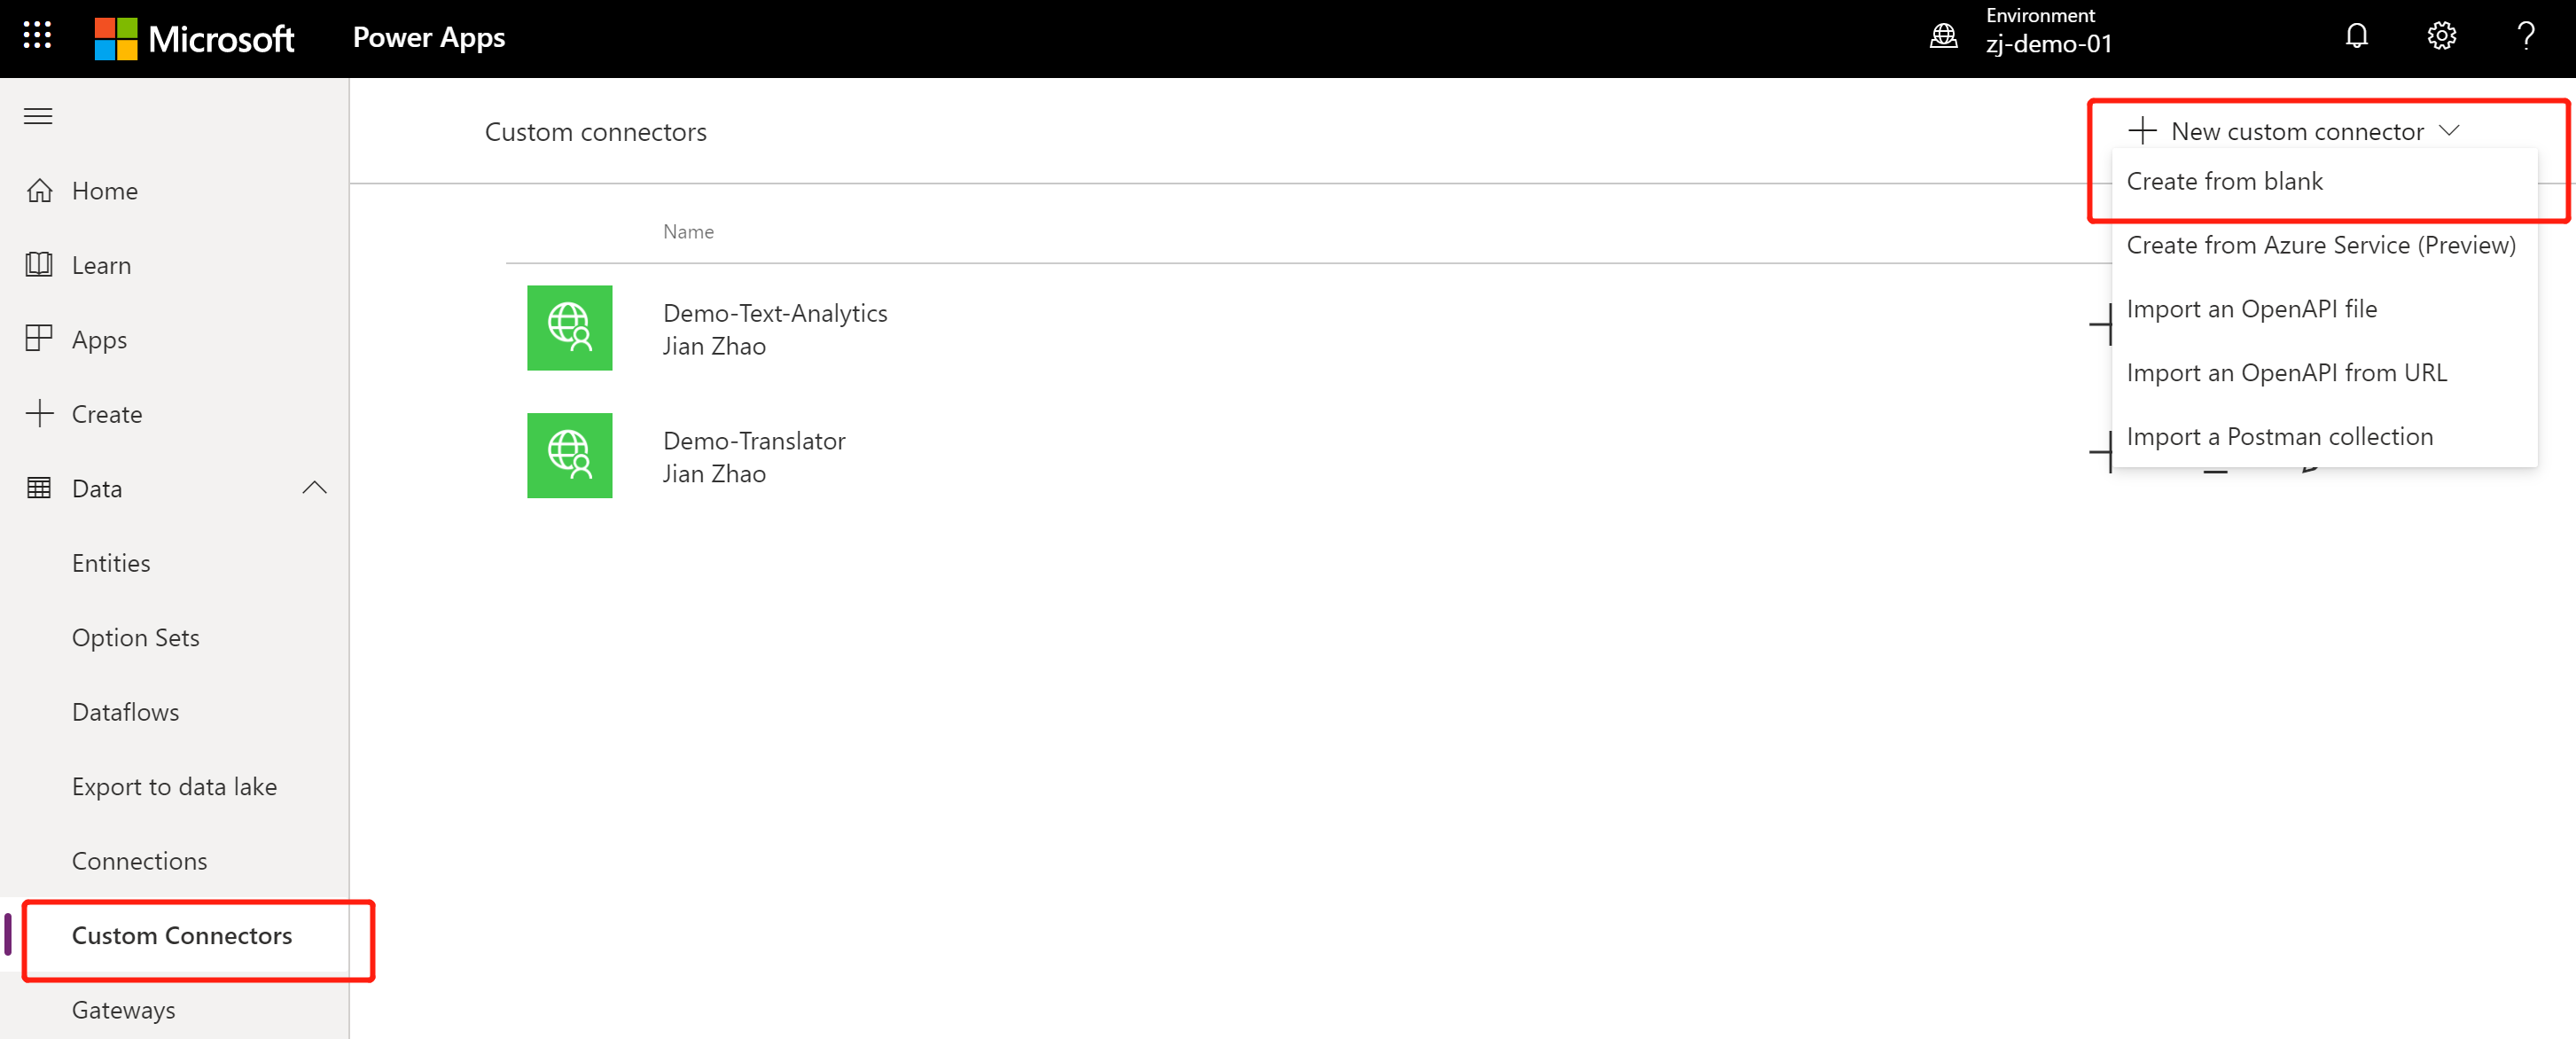 Microsoft
Power Apps
Environment
zj-demo-01
?
Home
Learn
Apps
Create
Data
Entities
Option Sets
Dataflows
Export to data lake
Connections
Custom Connectors
Gateways
Custom connectors
New custom connector
Create from blank
Create from Azure Service (Preview)
Import an OpenAPI file
Import an OpenAPI from URL
Import a Postman collection
Name
Demo-Text-Analytics
Jian Zhao
Demo-Translator
Jian Zhao